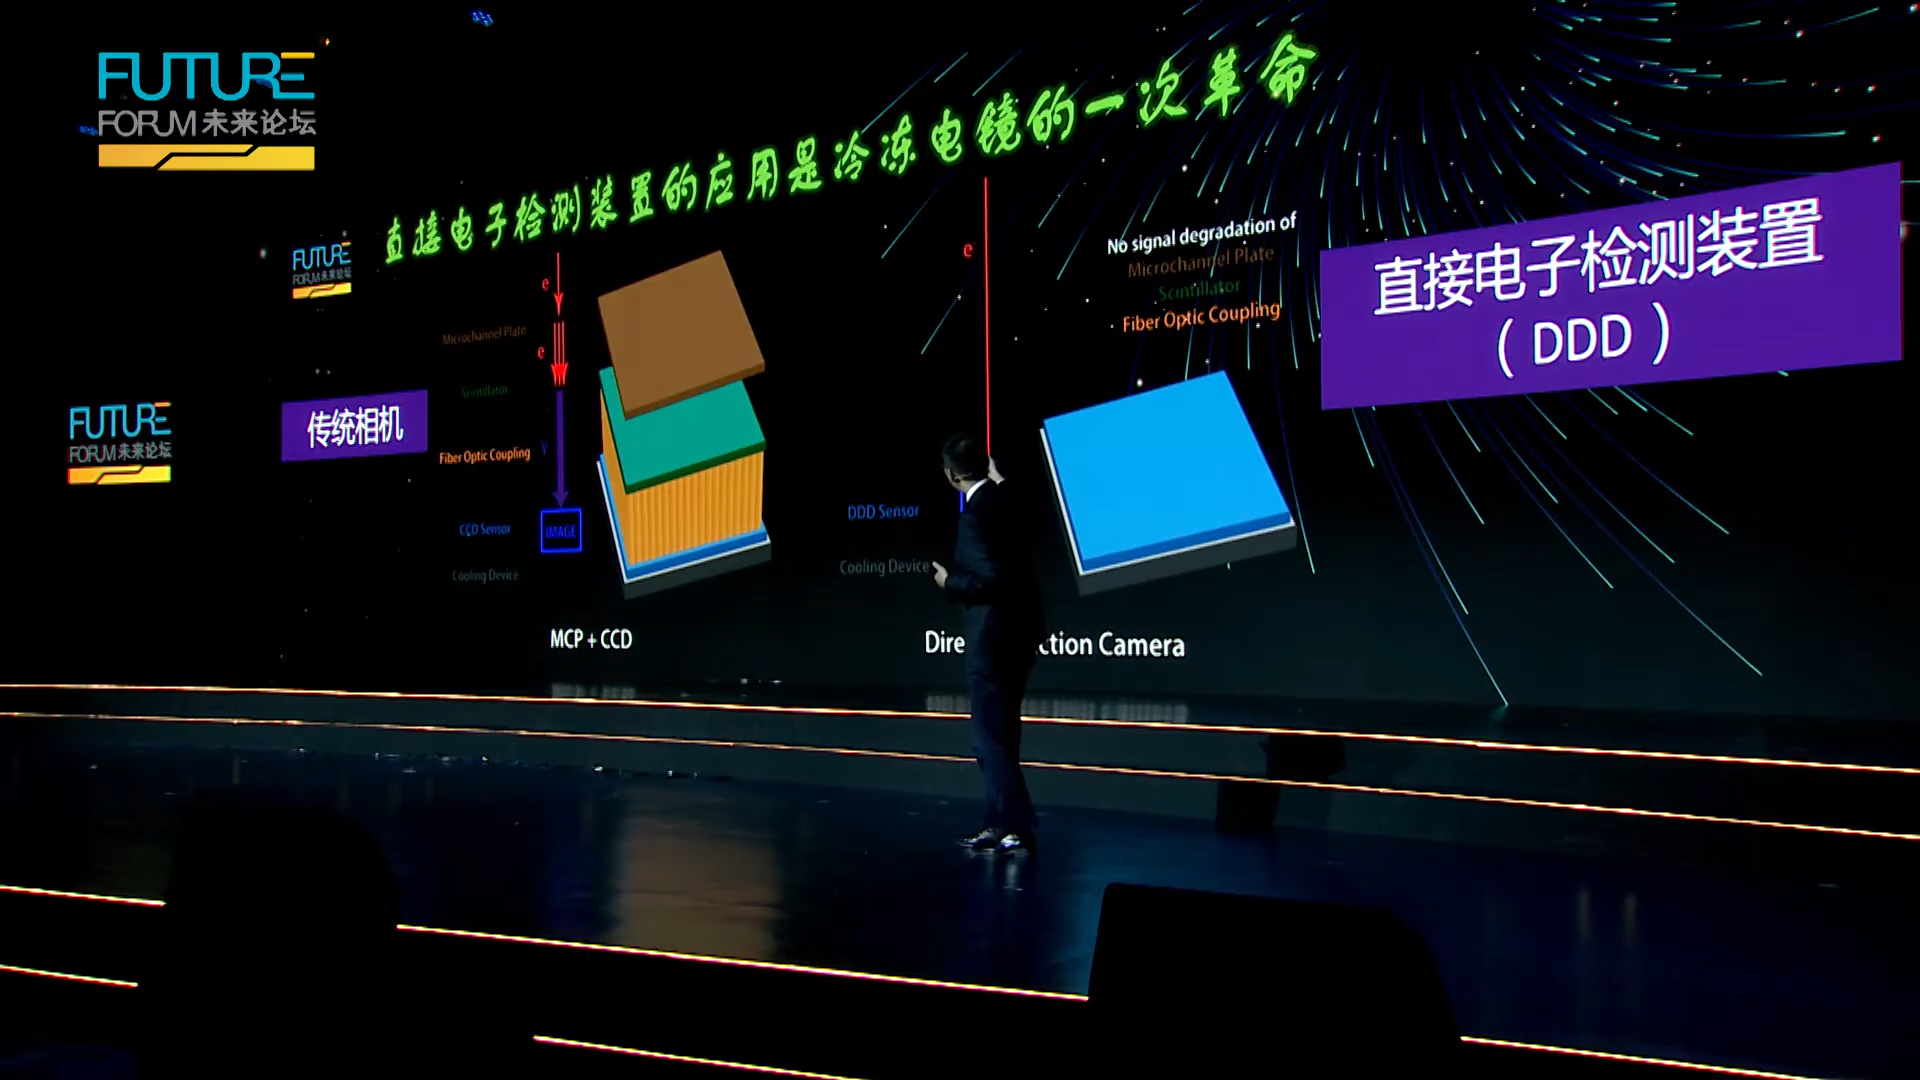 FUTURE
FORUM 未来论坛
直接电子检测装置的应用是冷冻电镜的一次革命
FUTURE
FORUM 未来论坛
FUTURE
FORUM 未来论坛
传统相机
e
Microchannel Plate
e
Scintillator
Fiber Optic Coupling
γ
CCD Sensor
IMAGE
Cooling Device
MCP + CCD
e
No signal degradation of
Microchannel Plate
Scintillator
Fiber Optic Coupling
DDD Sensor
Cooling Device
Dire ction Camera
直接电子检测装置
（DDD）